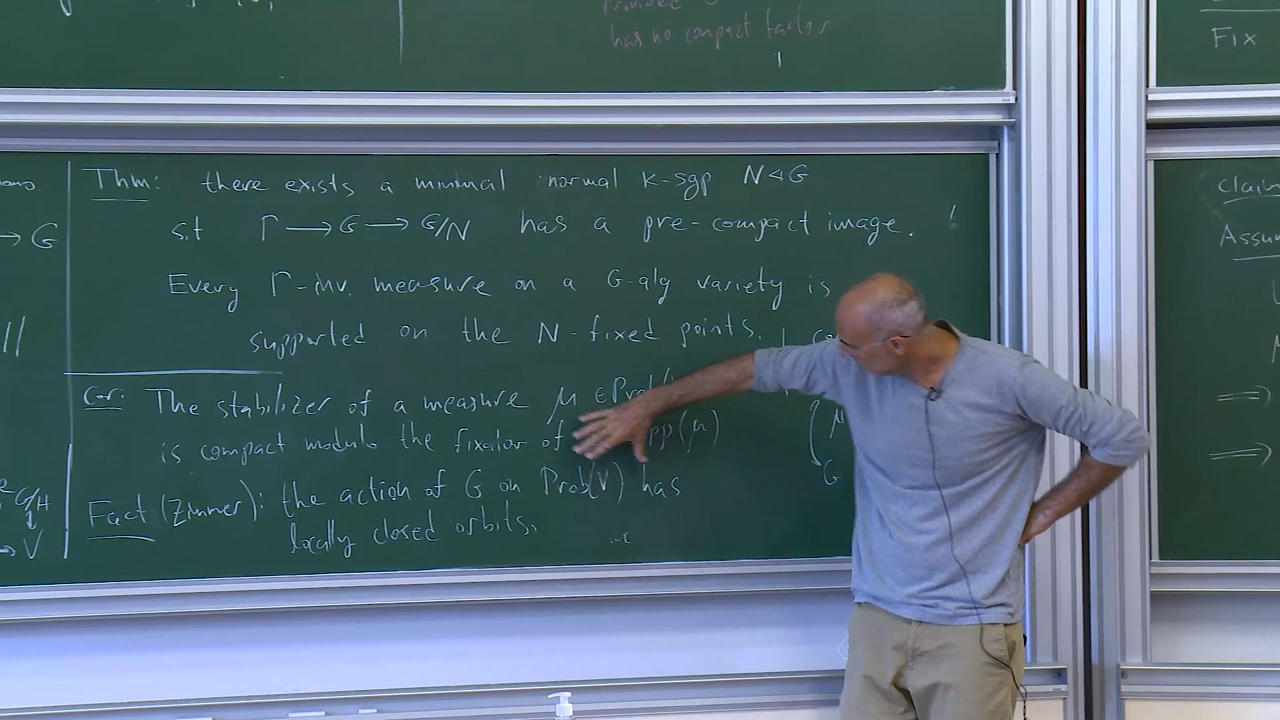 has no compact factor
Fix
Thm: there exists a minimal normal k-sgp N ◁ G
s.t Γ → G → G/N has a pre-compact image. !
Every Γ-inv. measure on a G-alg variety is
supported on the N-fixed points.
Cor: The stabilizer of a measure μ ∈ Prob
is compact modulo the fixator of pp(μ)
Fact (Zimmer): the action of G on Prob(V) has
locally closed orbits.
→ G
//
G/H
↓
→ V
μ
G
Claim
Assum
⇒
⇒